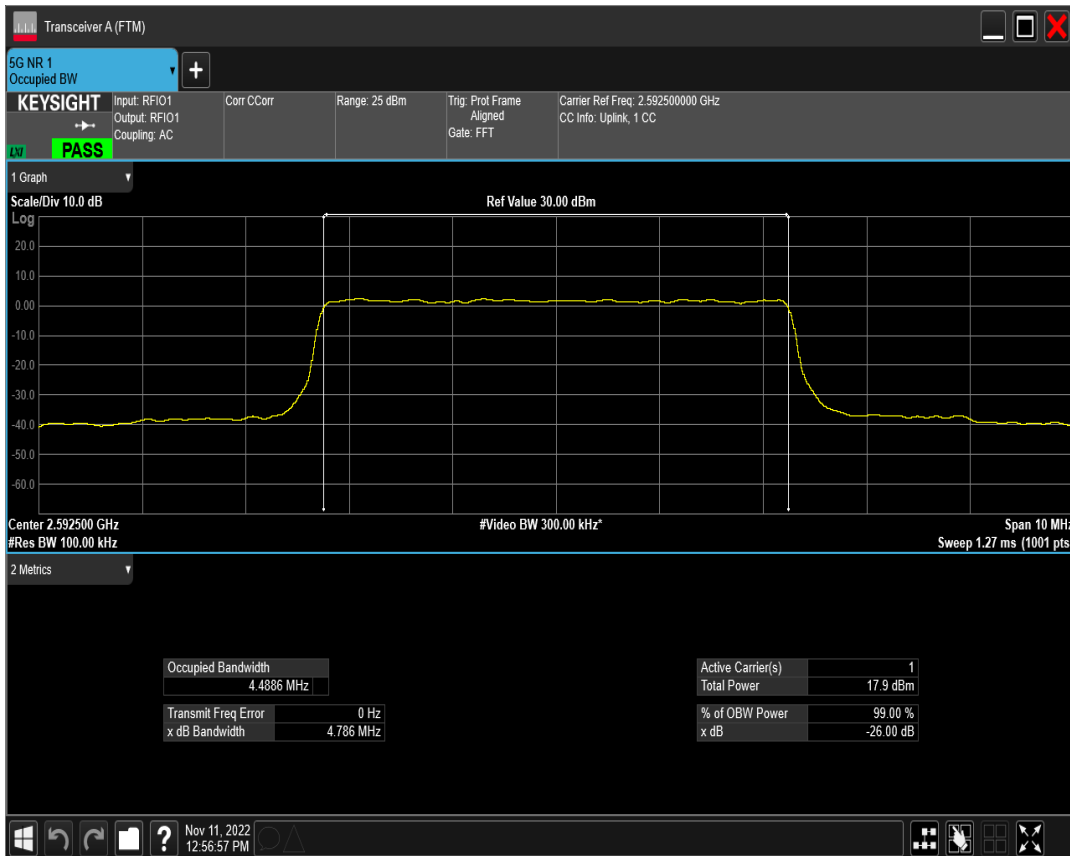 Transceiver A (FTM)
5G NR 1
Occupied BW
+
KEYSIGHT
LXI
PASS
Input: RFIO1
Output: RFIO1
Coupling: AC
Corr CCorr
Range: 25 dBm
Trig: Prot Frame
Aligned
Gate: FFT
Carrier Ref Freq: 2.592500000 GHz
CC Info: Uplink, 1 CC
1 Graph
Scale/Div 10.0 dB
Ref Value 30.00 dBm
Log
20.0
10.0
0.00
-10.0
-20.0
-30.0
-40.0
-50.0
-60.0
Center 2.592500 GHz
#Video BW 300.00 kHz*
Span 10 MHz
#Res BW 100.00 kHz
Sweep 1.27 ms (1001 pts
2 Metrics
Occupied Bandwidth
4.4886 MHz
Transmit Freq Error 0 Hz
x dB Bandwidth 4.786 MHz
Active Carrier(s) 1
Total Power 17.9 dBm
% of OBW Power 99.00 %
x dB -26.00 dB
?
Nov 11, 2022
12:56:57 PM